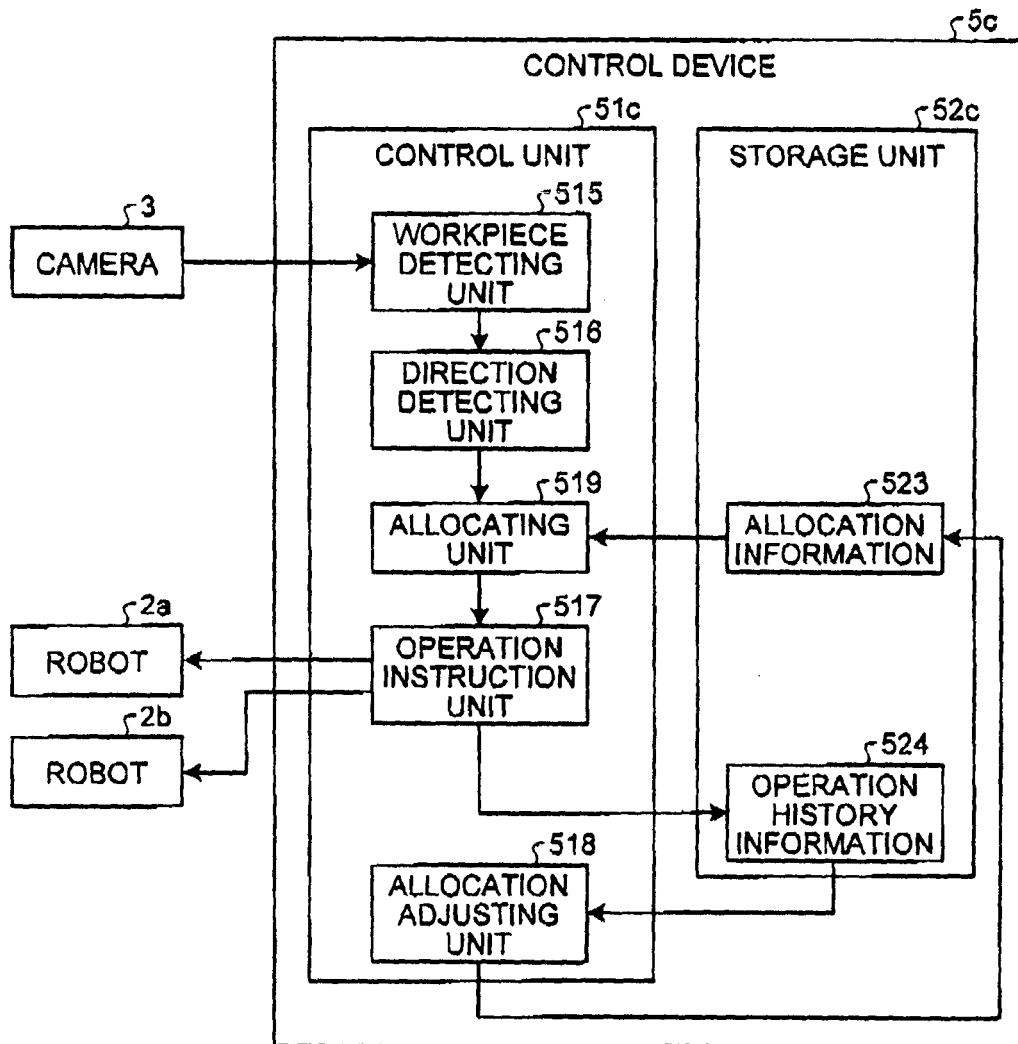 5c
CONTROL DEVICE
51c
CONTROL UNIT
52c
STORAGE UNIT
3
CAMERA
515
WORKPIECE
DETECTING
UNIT
516
DIRECTION
DETECTING
UNIT
519
ALLOCATING
UNIT
523
ALLOCATION
INFORMATION
2a
ROBOT
517
OPERATION
INSTRUCTION
UNIT
2b
ROBOT
524
OPERATION
HISTORY
INFORMATION
518
ALLOCATION
ADJUSTING
UNIT